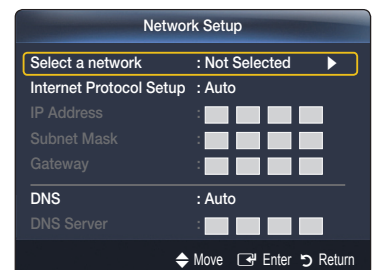 Network Setup
Select a network : Not Selected
Internet Protocol Setup : Auto
IP Address :
Subnet Mask :
Gateway :
DNS : Auto
DNS Server :
Move Enter Return